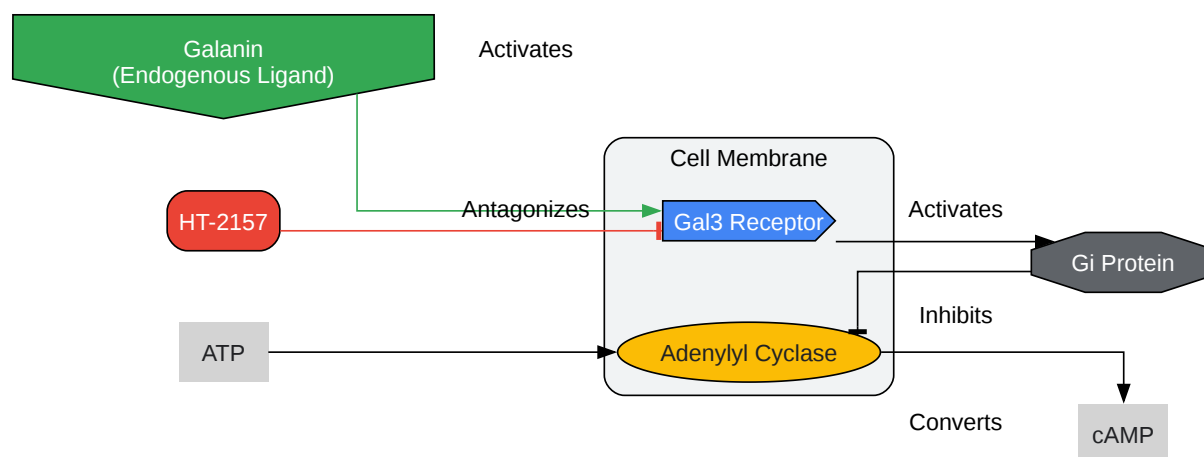 Galanin
(Endogenous Ligand)
Activates
Cell Membrane
HT-2157
Antagonizes
Gal3 Receptor
Activates
Gi Protein
Inhibits
ATP
Adenylyl Cyclase
Converts
cAMP